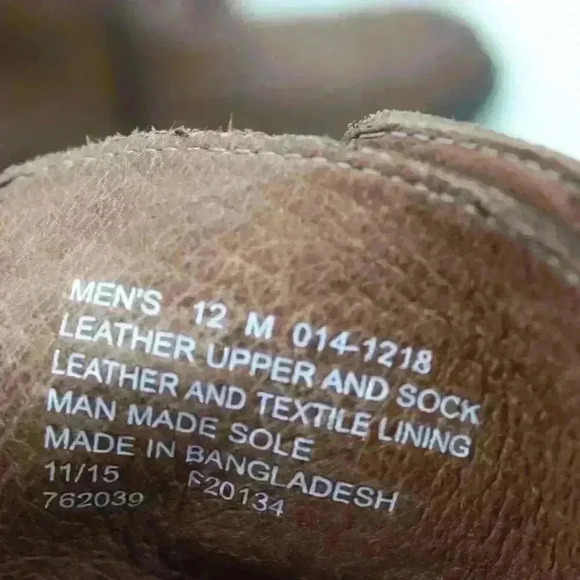 MEN'S 12 M 014-1218
LEATHER UPPER AND SOCK
LEATHER AND TEXTILE LINING
MAN MADE SOLE
MADE IN BANGLADESH
11/15 F20134
762039